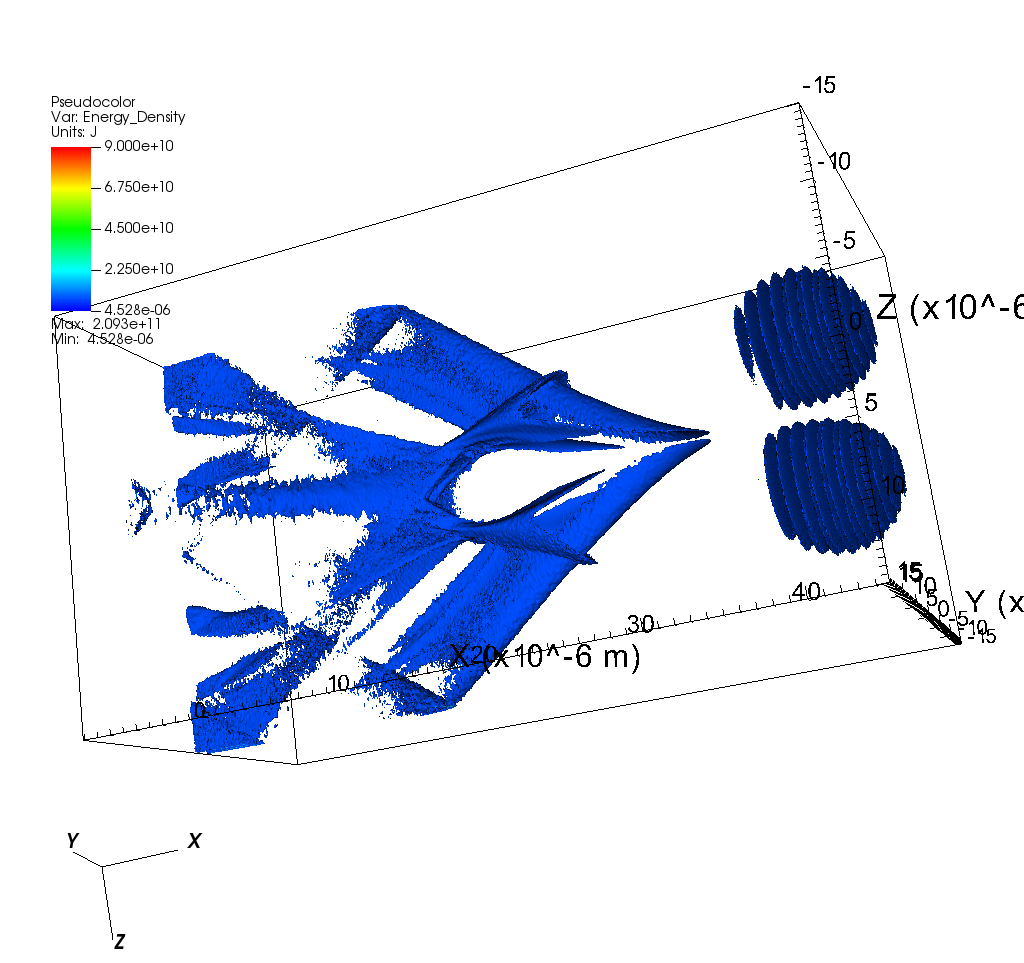 Pseudocolor
Var: Energy_Density
Units: J
9.000e+10
6.750e+10
4.500e+10
2.250e+10
4.528e-06
Max: 2.093e+11
Min: 4.528e-06
-15
-10
-5
0
5
10
15
Z (x10^-6
0
10
20
30
40
X (x10^-6 m)
15
10
5
0
-5
-10
-15
Y (x
Y
X
Z